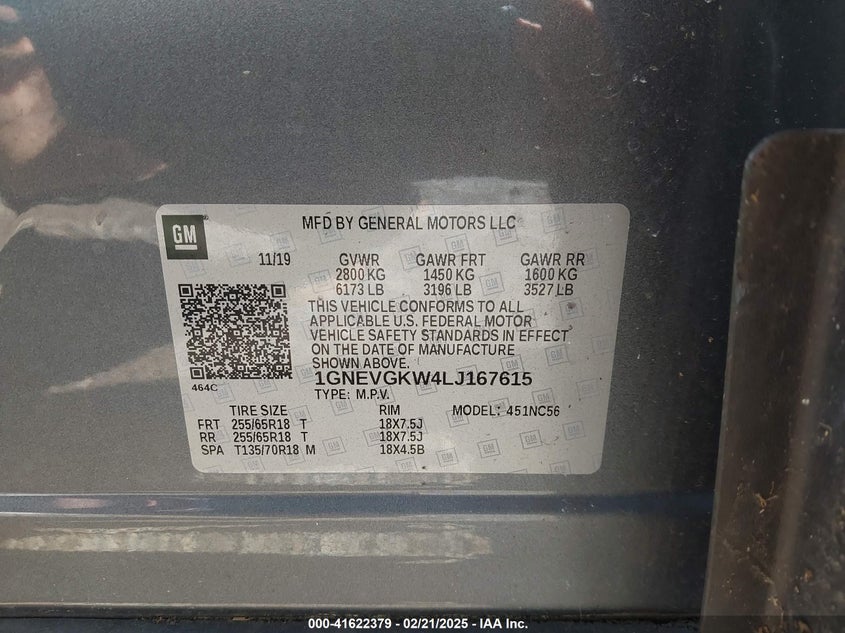 GM
MFD BY GENERAL MOTORS LLC
11/19 GVWR GAWR FRT GAWR RR
2800 KG 1450 KG 1600 KG
6173 LB 3196 LB 3527 LB
THIS VEHICLE CONFORMS TO ALL
APPLICABLE U.S. FEDERAL MOTOR
VEHICLE SAFETY STANDARDS IN EFFECT
ON THE DATE OF MANUFACTURE
SHOWN ABOVE.
464C
1GNEVGKW4LJ167615
TYPE: M.P.V.
TIRE SIZE RIM MODEL: 451NC56
FRT 255/65R18 T 18X7.5J
RR 255/65R18 T 18X7.5J
SPA T135/70R18 M 18X4.5B
000-41622379 - 02/21/2025 - IAA Inc.